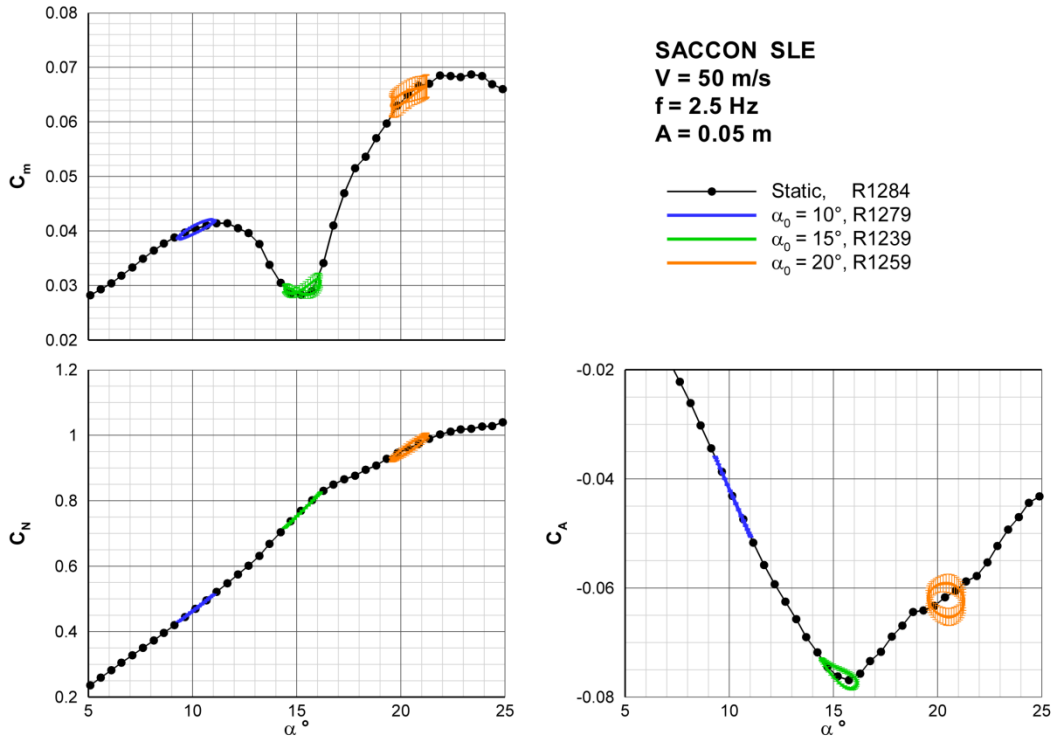 0.08
0.07
0.06
0.05
0.04
0.03
0.02
C_m
SACCON SLE
V = 50 m/s
f = 2.5 Hz
A = 0.05 m
Static, R1284
α₀ = 10°, R1279
α₀ = 15°, R1239
α₀ = 20°, R1259
1.2
1
0.8
0.6
0.4
0.2
C_N
5 10 15 20 25
α °
-0.02
-0.04
-0.06
-0.08
C_A
5 10 15 20 25
α °